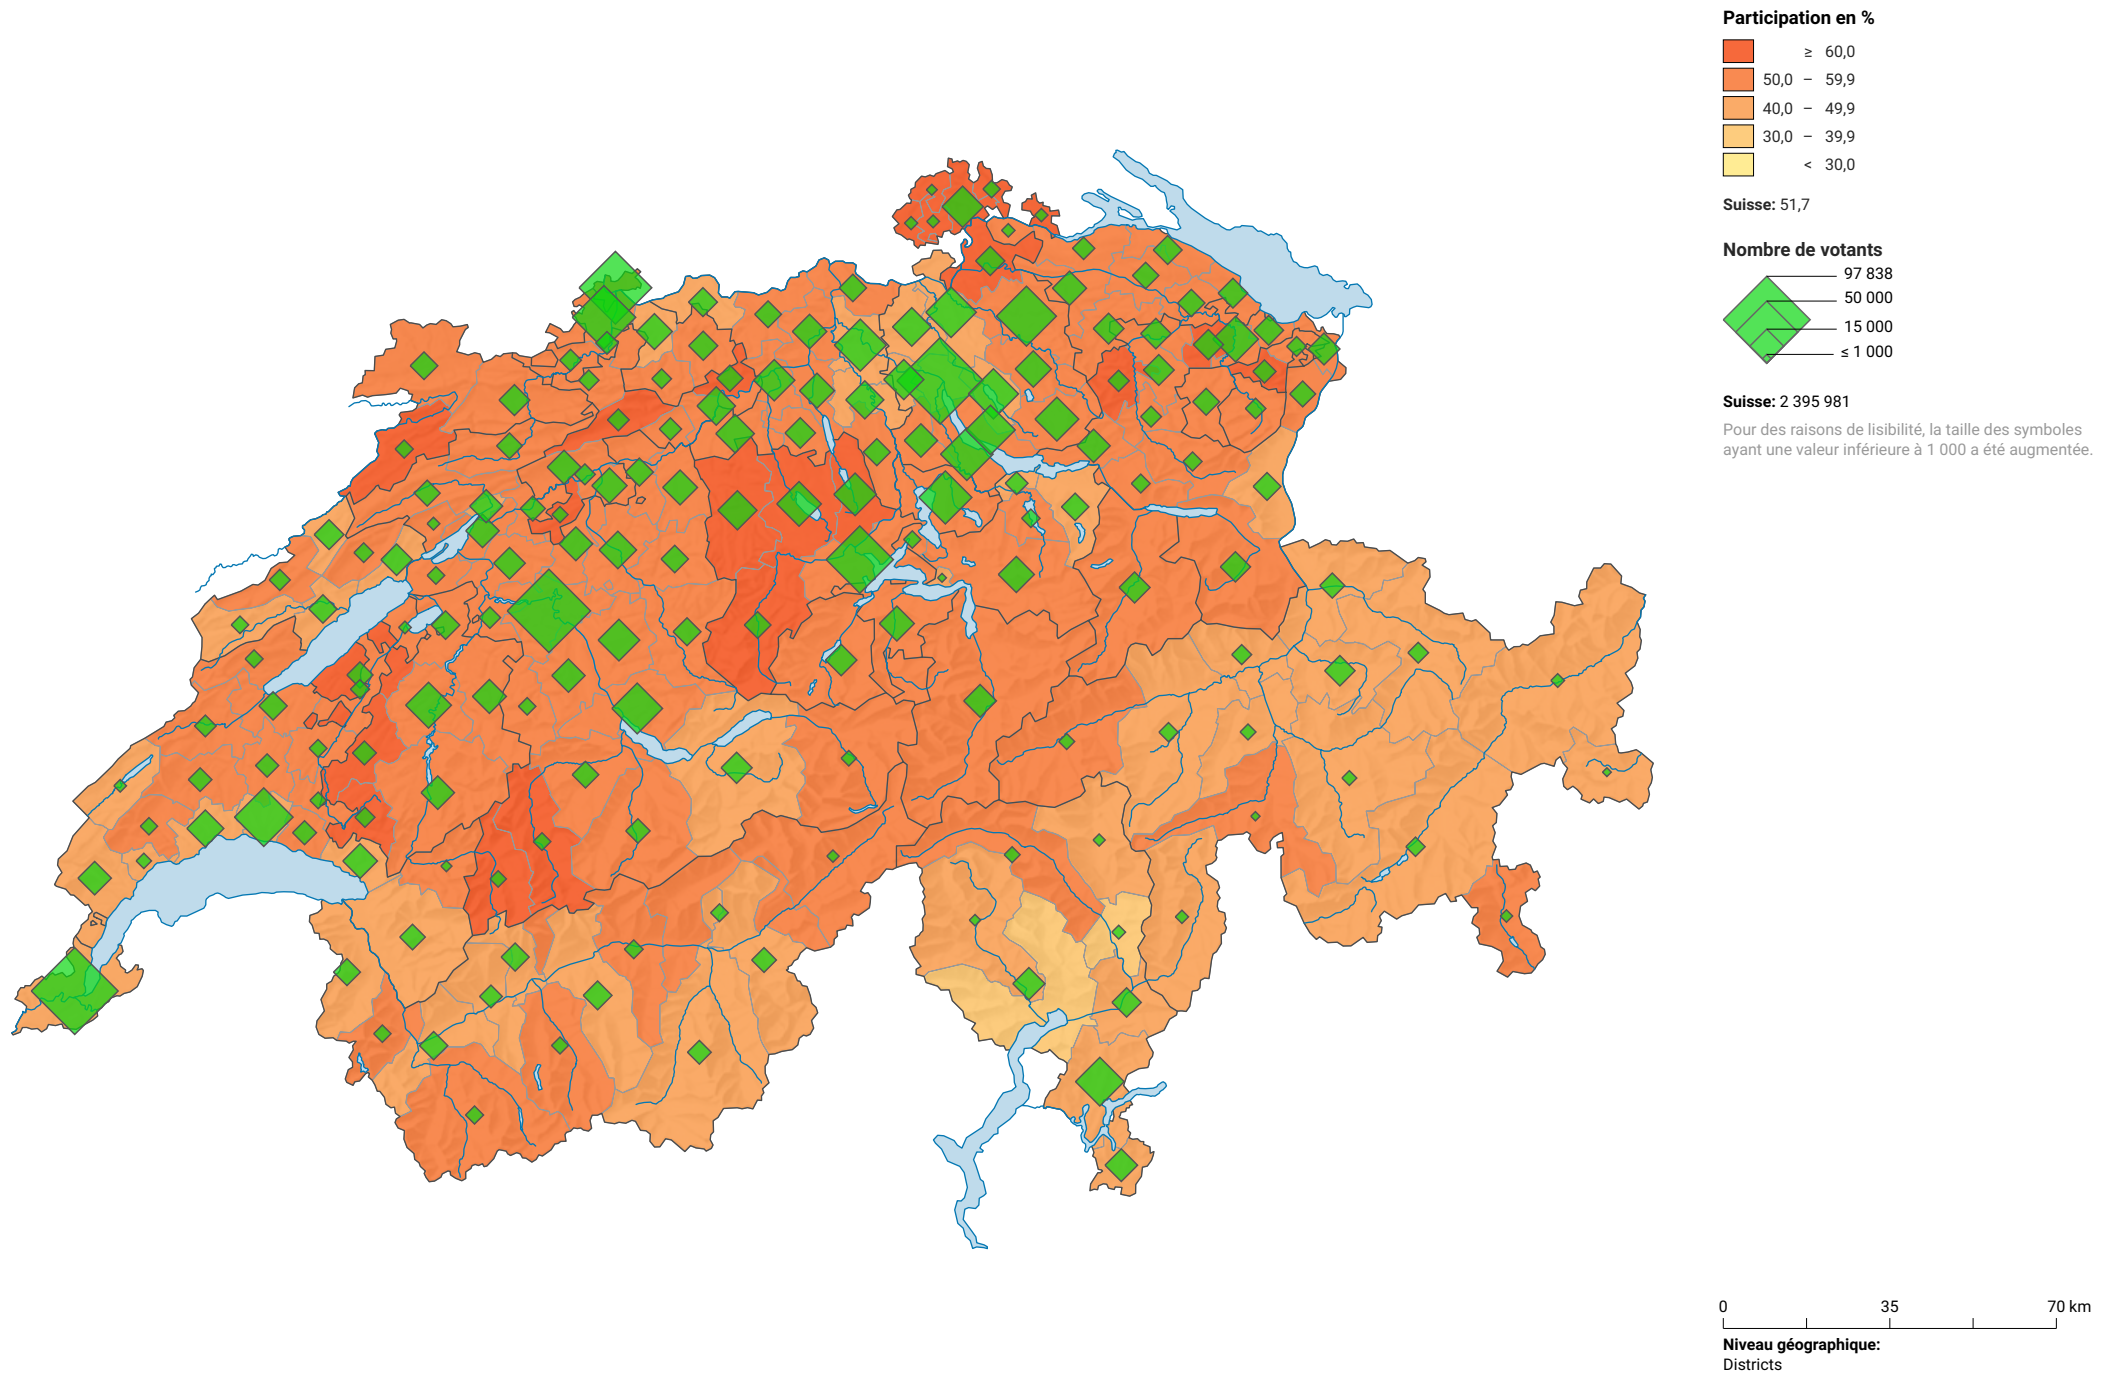 Participation en %
≥ 60,0
50,0 – 59,9
40,0 – 49,9
30,0 – 39,9
< 30,0
Suisse: 51,7
Nombre de votants
97 838
50 000
15 000
≤ 1 000
Suisse: 2 395 981
Pour des raisons de lisibilité, la taille des symboles
ayant une valeur inférieure à 1 000 a été augmentée.
0 35 70 km
Niveau géographique:
Districts